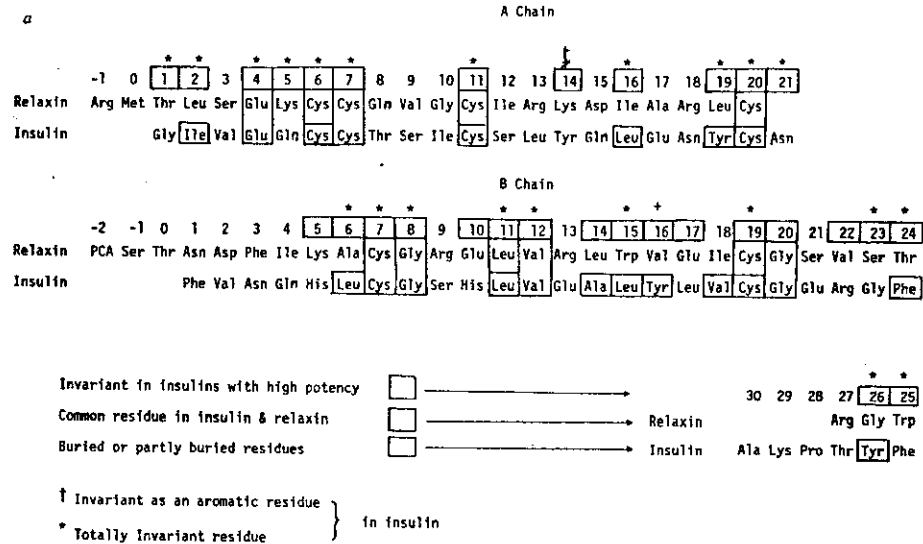 a
A Chain
* * * * * * * * * * *
-1 0 1 2 3 4 5 6 7 8 9 10 11 12 13 14 15 16 17 18 19 20 21
Relaxin Arg Met Thr Leu Ser Glu Lys Cys Cys Gln Val Gly Cys Ile Arg Lys Asp Ile Ala Arg Leu Cys
Insulin Gly Ile Val Glu Gln Cys Cys Thr Ser Ile Cys Ser Leu Tyr Gln Leu Glu Asn Tyr Cys Asn
B Chain
* * * * * * + * * *
-2 -1 0 1 2 3 4 5 6 7 8 9 10 11 12 13 14 15 16 17 18 19 20 21 22 23 24
Relaxin PCA Ser Thr Asn Asp Phe Ile Lys Ala Cys Gly Arg Glu Leu Val Arg Leu Trp Val Glu Ile Cys Gly Ser Val Ser Thr
Insulin Phe Val Asn Gln His Leu Cys Gly Ser His Leu Val Glu Ala Leu Tyr Leu Val Cys Gly Glu Arg Gly Phe
* *
Invariant in insulins with high potency 30 29 28 27 26 25
Common residue in insulin & relaxin Relaxin Arg Gly Trp
Buried or partly buried residues Insulin Ala Lys Pro Thr Tyr Phe
† Invariant as an aromatic residue
in insulin
* Totally Invariant residue